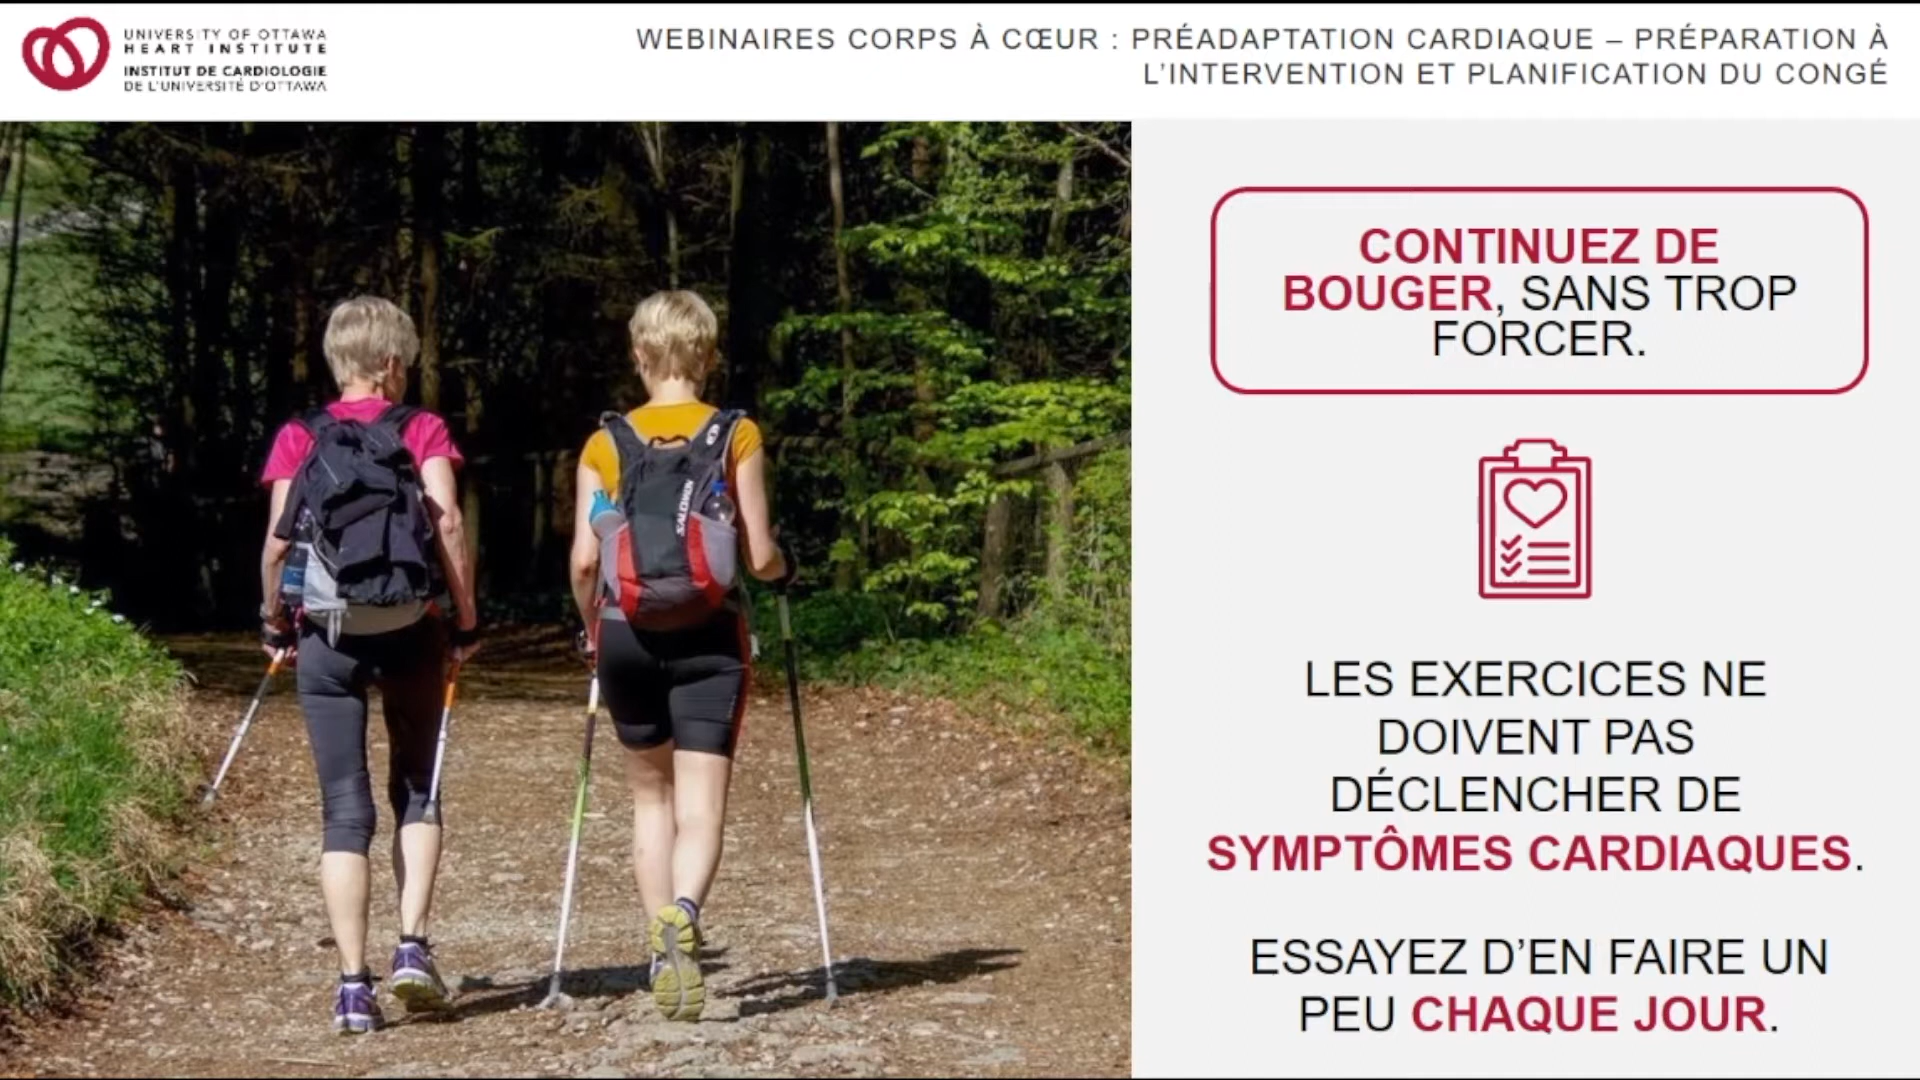 UNIVERSITY OF OTTAWA
HEART INSTITUTE
INSTITUT DE CARDIOLOGIE
DE L'UNIVERSITÉ D'OTTAWA
WEBINAIRES CORPS À CŒUR : PRÉADAPTATION CARDIAQUE – PRÉPARATION À
L'INTERVENTION ET PLANIFICATION DU CONGÉ
SALOMON
CONTINUEZ DE
BOUGER, SANS TROP
FORCER.
LES EXERCICES NE
DOIVENT PAS
DÉCLENCHER DE
SYMPTÔMES CARDIAQUES.
ESSAYEZ D'EN FAIRE UN
PEU CHAQUE JOUR.